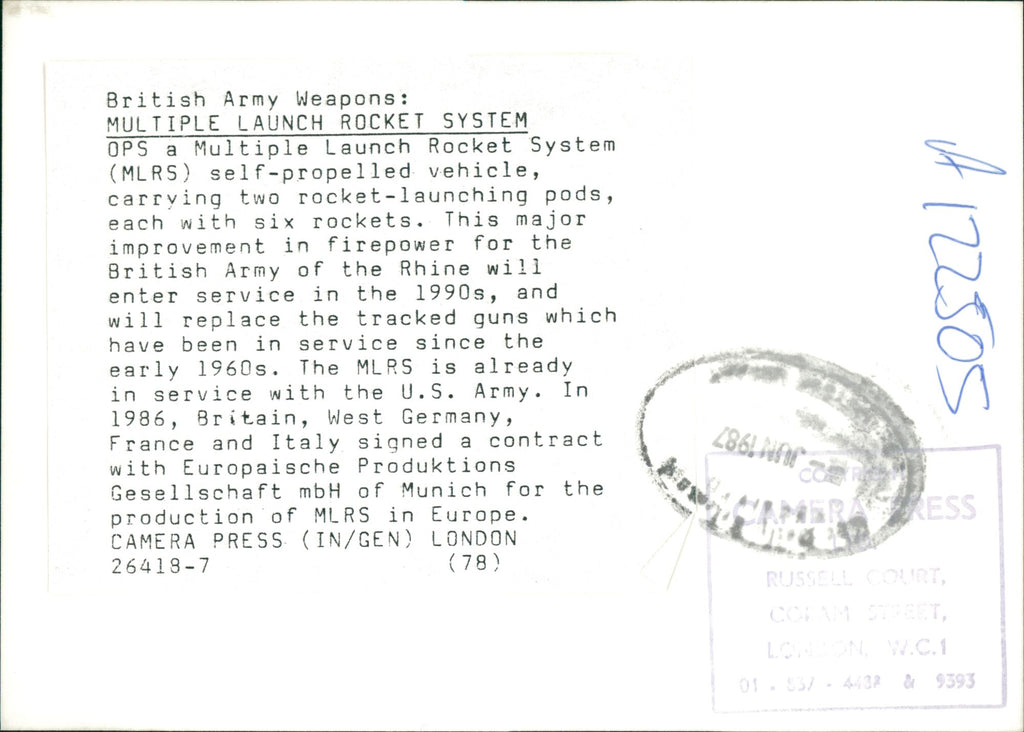 British Army Weapons:
MULTIPLE LAUNCH ROCKET SYSTEM
OPS a Multiple Launch Rocket System
(MLRS) self-propelled vehicle,
carrying two rocket-launching pods,
each with six rockets. This major
improvement in firepower for the
British Army of the Rhine will
enter service in the 1990s, and
will replace the tracked guns which
have been in service since the
early 1960s. The MLRS is already
in service with the U.S. Army. In
1986, Britain, West Germany,
France and Italy signed a contract
with Europaische Produktions
Gesellschaft mbH of Munich for the
production of MLRS in Europe.
CAMERA PRESS (IN/GEN) LONDON
26418-7 (78)
JUN 1987
CAMERA PRESS
RUSSELL COURT,
CORAM STREET,
LONDON, W.C.1
01 - 837 - 4488 & 9393